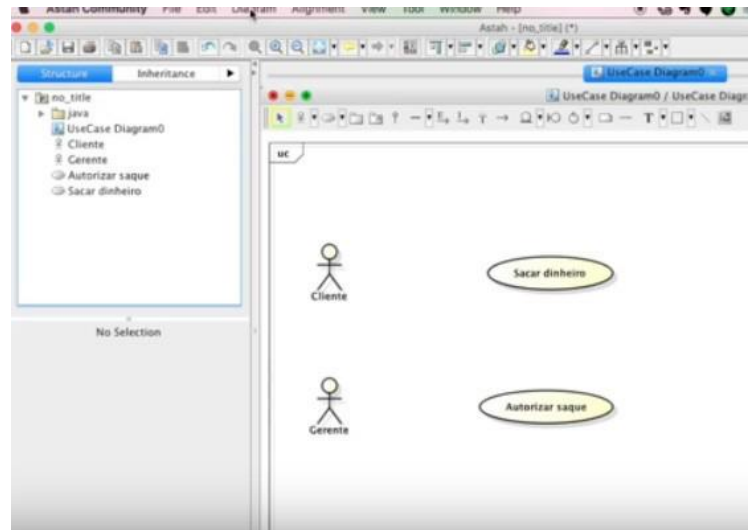 Astah Community File Edit Diagram Alignment View Tool Window Help
Astah - [no_title] (*)
Structure Inheritance
no_title
java
UseCase Diagram0
Cliente
Gerente
Autorizar saque
Sacar dinheiro
No Selection
UseCase Diagram0
UseCase Diagram0 / UseCase Diagr
T
uc
Cliente
Sacar dinheiro
Gerente
Autorizar saque